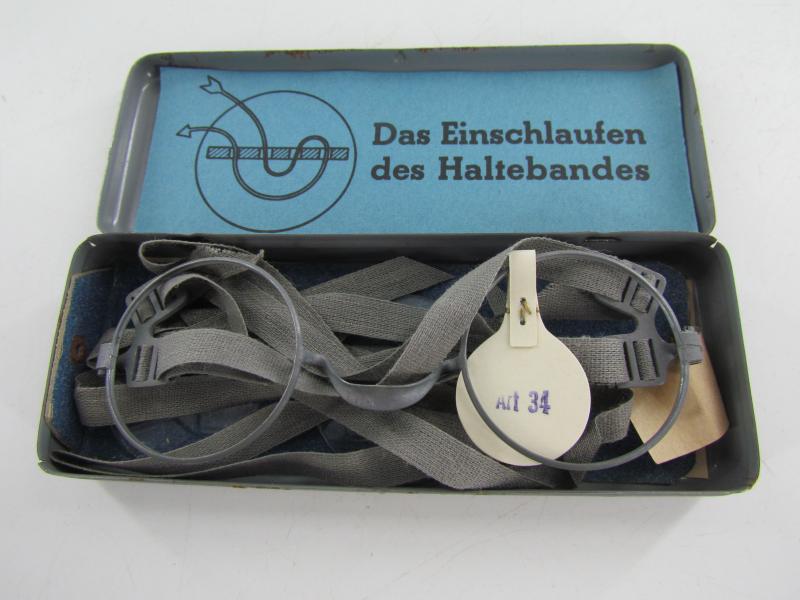 Das Einschlaufen
des Haltebandes
Art 34